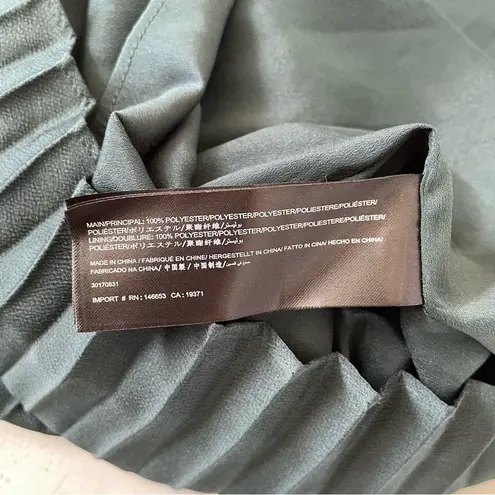 MAIN/PRINCIPAL: 100% POLYESTER/POLYESTER/POLYESTER/POLIESTERE/POLIÉSTER/
POLIÉSTER/ポリエステル/聚酯纤维/بوليستر/
LINING/DOUBLURE: 100% POLYESTER/POLYESTER/POLYESTER/POLIESTERE/POLIÉSTER/
POLIÉSTER/ポリエステル/聚酯纤维/بوليستر/
MADE IN CHINA / FABRIQUÉ EN CHINE/ HERGESTELLT IN CHINA/ FATTO IN CINA/ HECHO EN CHINA/
FABRICADO NA CHINA/ 中国製 / 中国制造/
30170831
IMPORT # RN : 146653 CA : 19371